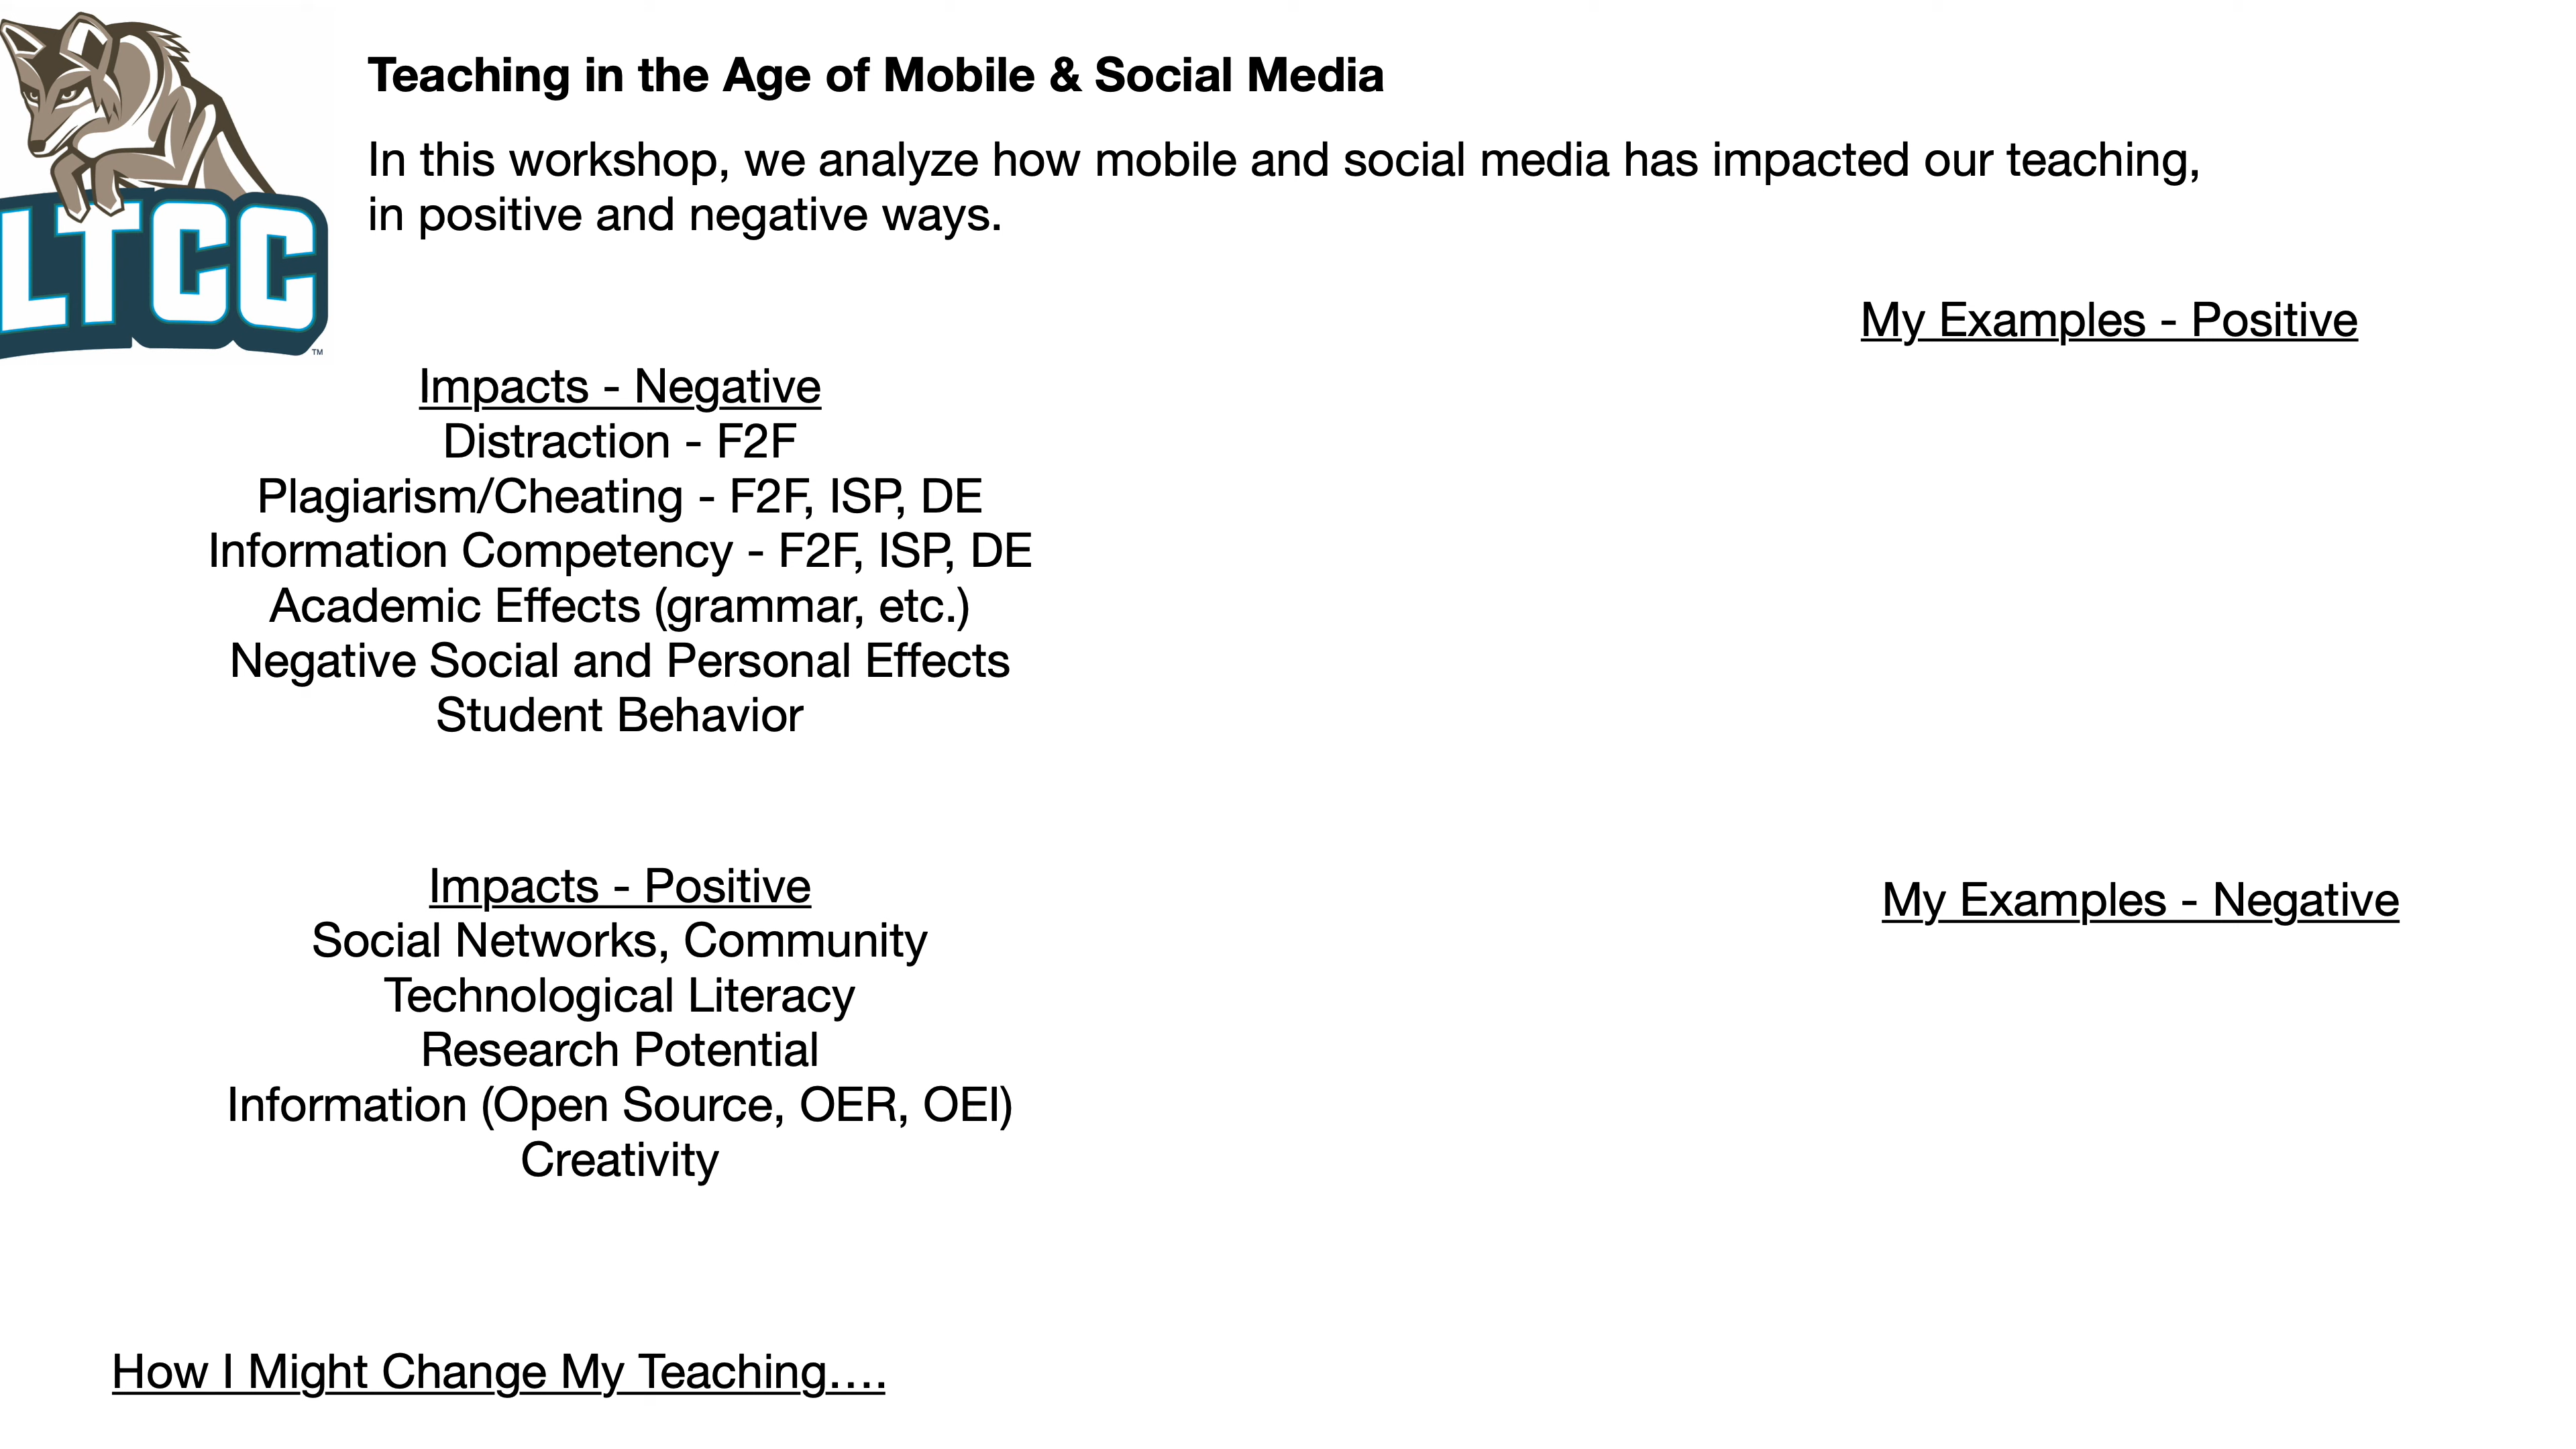 LTCC
TM
Teaching in the Age of Mobile & Social Media
In this workshop, we analyze how mobile and social media has impacted our teaching,
in positive and negative ways.
Impacts - Negative
Distraction - F2F
Plagiarism/Cheating - F2F, ISP, DE
Information Competency - F2F, ISP, DE
Academic Effects (grammar, etc.)
Negative Social and Personal Effects
Student Behavior
Impacts - Positive
Social Networks, Community
Technological Literacy
Research Potential
Information (Open Source, OER, OEI)
Creativity
My Examples - Positive
My Examples - Negative
How I Might Change My Teaching….